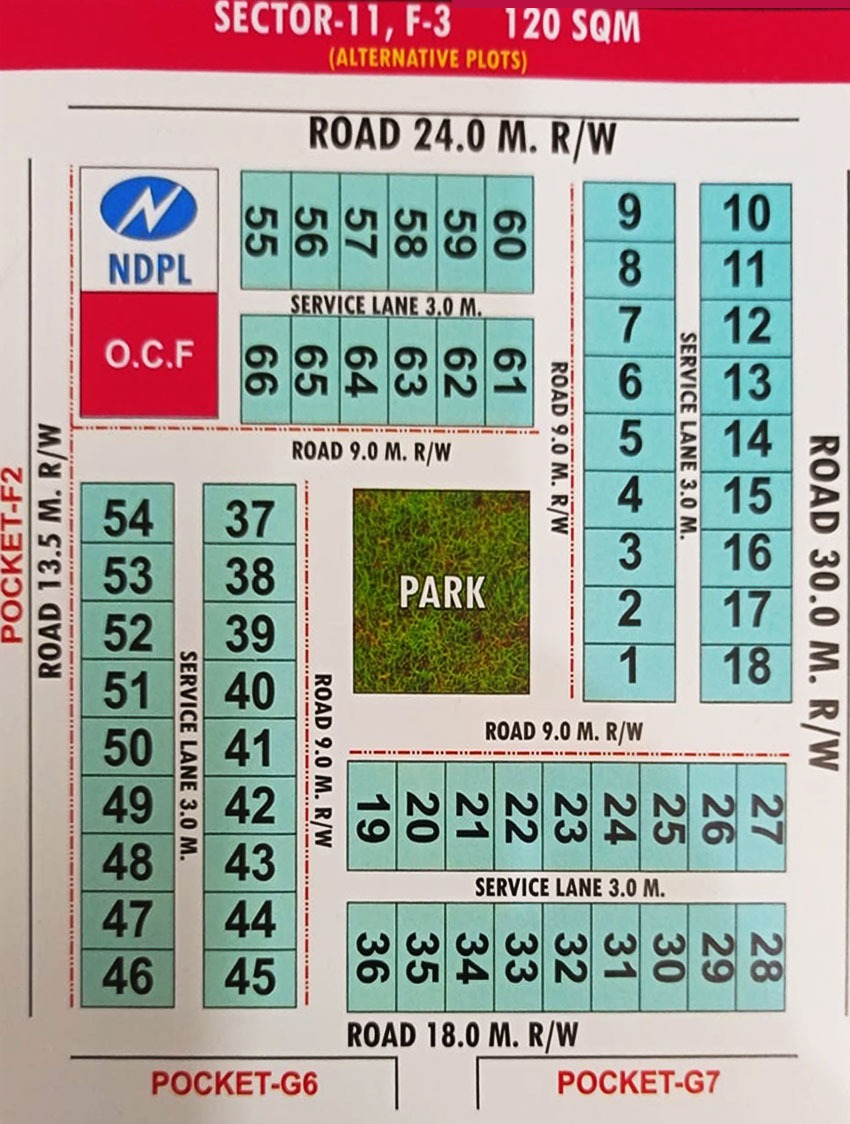 SECTOR-11, F-3 120 SQM
(ALTERNATIVE PLOTS)
ROAD 24.0 M. R/W
NDPL
O.C.F
55 56 57 58 59 60
SERVICE LANE 3.0 M.
66 65 64 63 62 61
ROAD 9.0 M. R/W
ROAD 9.0 M. R/W
9
8
7
6
5
4
3
2
1
SERVICE LANE 3.0 M.
10
11
12
13
14
15
16
17
18
ROAD 30.0 M. R/W
POCKET-F2
ROAD 13.5 M. R/W
54
53
52
51
50
49
48
47
46
SERVICE LANE 3.0 M.
37
38
39
40
41
42
43
44
45
ROAD 9.0 M. R/W
PARK
ROAD 9.0 M. R/W
19 20 21 22 23 24 25 26 27
SERVICE LANE 3.0 M.
36 35 34 33 32 31 30 29 28
ROAD 18.0 M. R/W
POCKET-G6
POCKET-G7